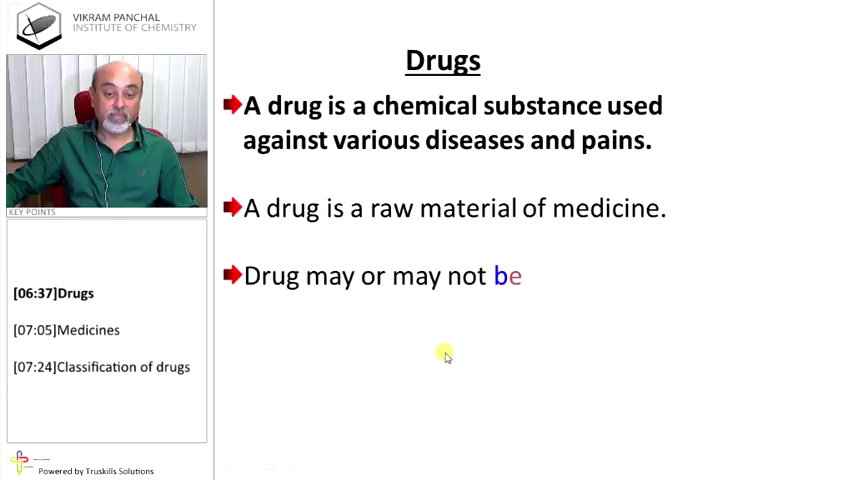 VIKRAM PANCHAL
INSTITUTE OF CHEMISTRY
KEY POINTS
[06:37]Drugs
[07:05]Medicines
[07:24]Classification of drugs
Powered by Truskills Solutions
Drugs
A drug is a chemical substance used
against various diseases and pains.
A drug is a raw material of medicine.
Drug may or may not be